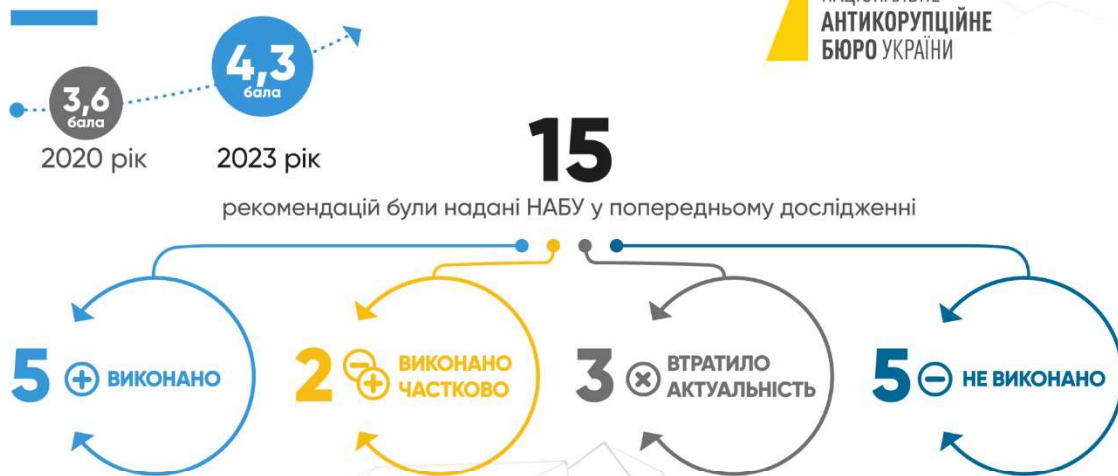 НАЦІОНАЛЬНЕ
АНТИКОРУПЦІЙНЕ
БЮРО УКРАЇНИ
4,3
бала
3,6
бала
2020 рік
2023 рік
15
рекомендацій були надані НАБУ у попередньому дослідженні
5 ВИКОНАНО
2 ВИКОНАНО
ЧАСТКОВО
3 ВТРАТИЛО
АКТУАЛЬНІСТЬ
5 НЕ ВИКОНАНО